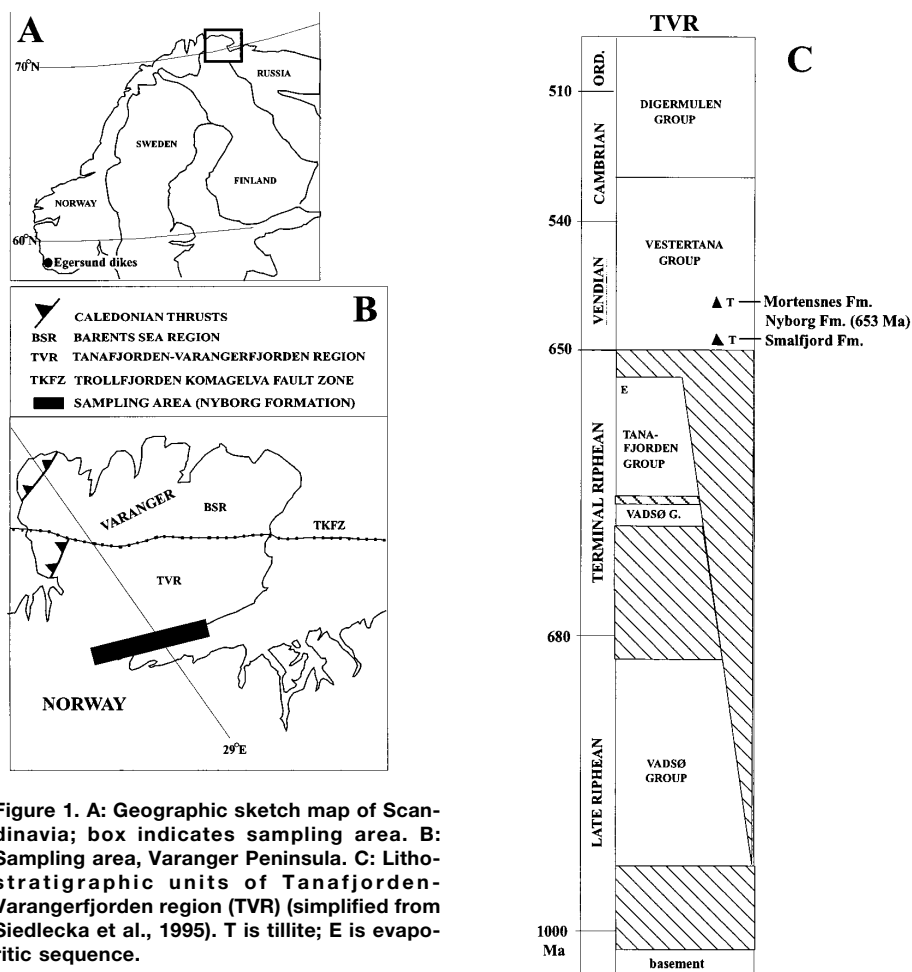 A
70°N
RUSSIA
SWEDEN
FINLAND
NORWAY
60°N
Egersund dikes
B
CALEDONIAN THRUSTS
BSR BARENTS SEA REGION
TVR TANAFJORDEN-VARANGERFJORDEN REGION
TKFZ TROLLFJORDEN KOMAGELVA FAULT ZONE
SAMPLING AREA (NYBORG FORMATION)
VARANGER
BSR
TKFZ
TVR
NORWAY
29°E
Figure 1. A: Geographic sketch map of Scan-
dinavia; box indicates sampling area. B:
Sampling area, Varanger Peninsula. C: Litho-
stratigraphic units of Tanafjorden-
Varangerfjorden region (TVR) (simplified from
Siedlecka et al., 1995). T is tillite; E is evapo-
ritic sequence.
TVR
C
ORD.
510
DIGERMULEN
GROUP
CAMBRIAN
540
VESTERTANA
GROUP
VENDIAN
T Mortensnes Fm.
Nyborg Fm. (653 Ma)
T Smalfjord Fm.
650
E
TANA-
FJORDEN
GROUP
VADSØ G.
TERMINAL RIPHEAN
680
VADSØ
GROUP
LATE RIPHEAN
1000
Ma
basement